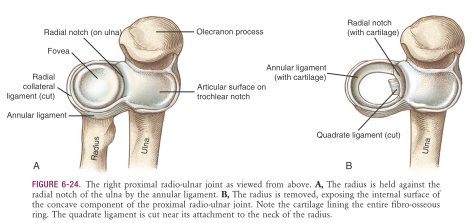 Radial notch (on ulna)
Fovea
Radial
collateral
ligament (cut)
Annular ligament
Olecranon process
Articular surface on
trochlear notch
Radius
Ulna
A
Radial notch
(with cartilage)
Annular ligament
(with cartilage)
Quadrate ligament (cut)
Ulna
B
FIGURE 6-24. The right proximal radio-ulnar joint as viewed from above. A, The radius is held against the
radial notch of the ulna by the annular ligament. B, The radius is removed, exposing the internal surface of
the concave component of the proximal radio-ulnar joint. Note the cartilage lining the entire fibro-osseous
ring. The quadrate ligament is cut near its attachment to the neck of the radius.